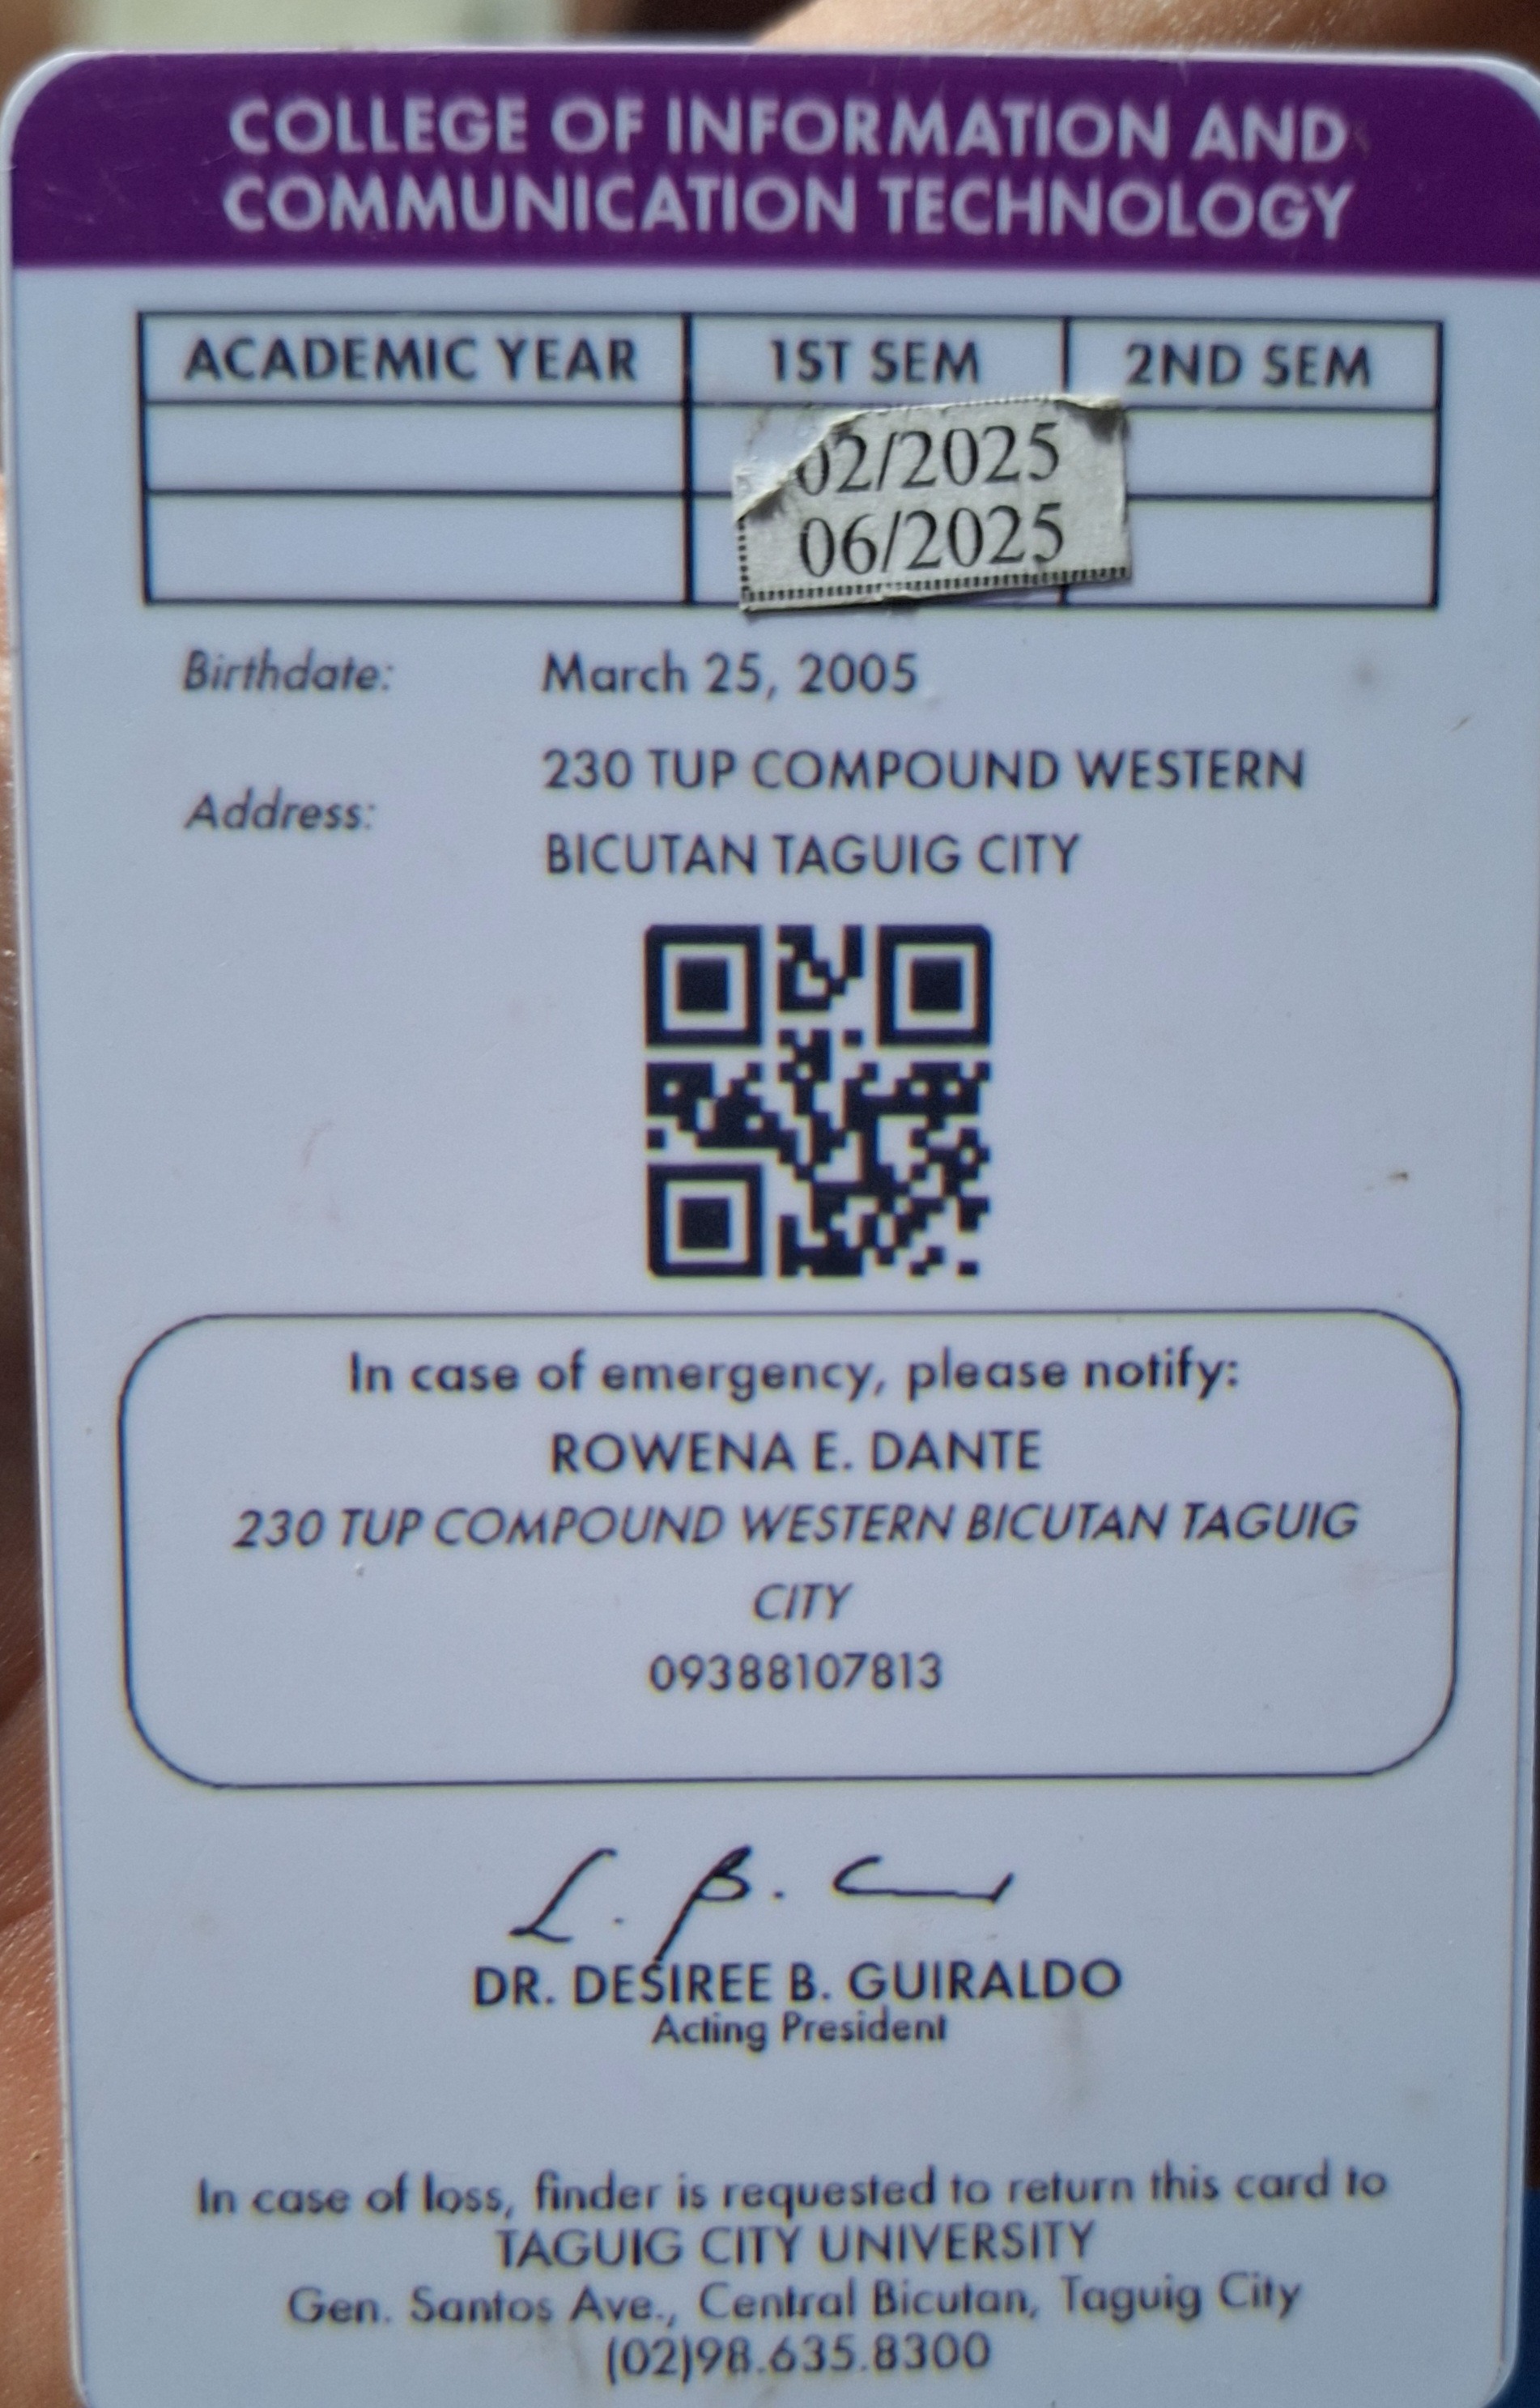 COLLEGE OF INFORMATION AND
COMMUNICATION TECHNOLOGY
ACADEMIC YEAR 1ST SEM 2ND SEM
02/2025
06/2025
Birthdate: March 25, 2005
Address: 230 TUP COMPOUND WESTERN
BICUTAN TAGUIG CITY
In case of emergency, please notify:
ROWENA E. DANTE
230 TUP COMPOUND WESTERN BICUTAN TAGUIG
CITY
09388107813
DR. DESIREE B. GUIRALDO
Acting President
In case of loss, finder is requested to return this card to
TAGUIG CITY UNIVERSITY
Gen. Santos Ave., Central Bicutan, Taguig City
(02)98.635.8300